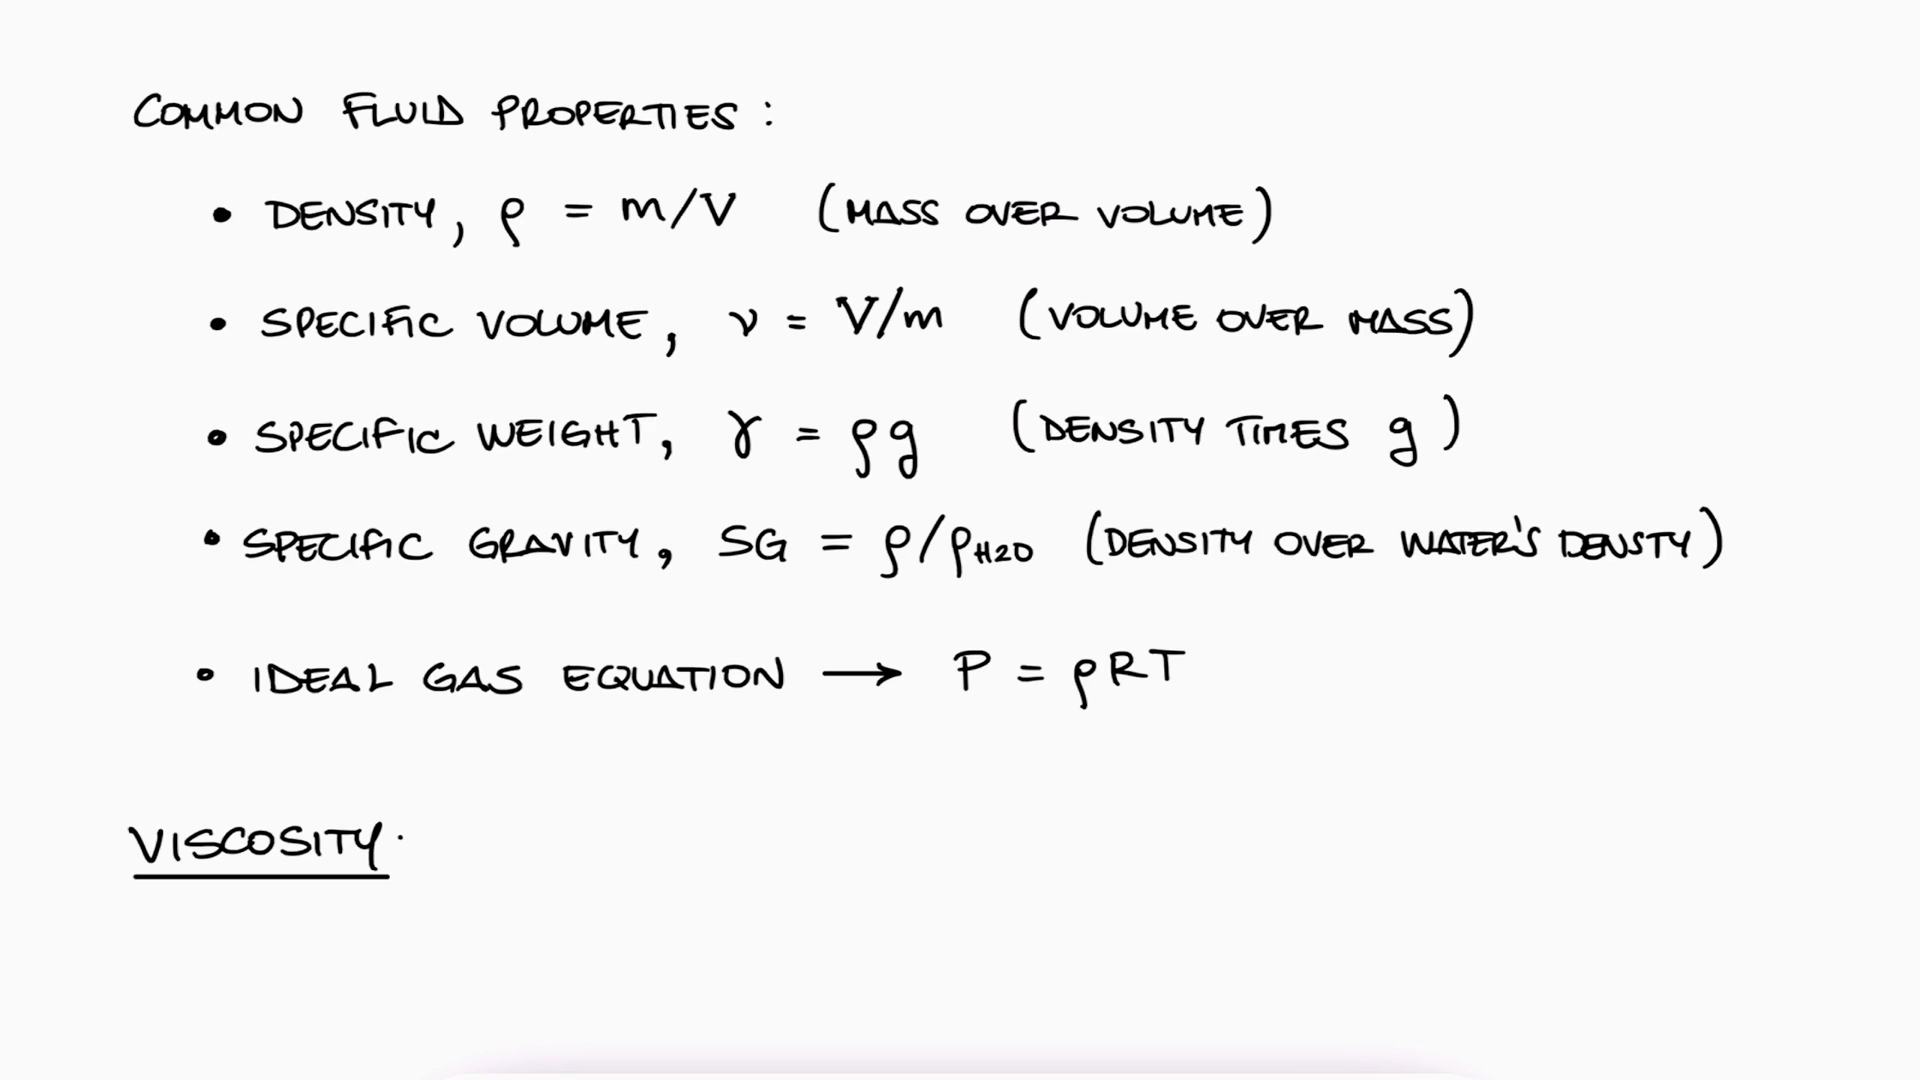 COMMON FLUID PROPERTIES:
• DENSITY, ρ = m/V (MASS OVER VOLUME)
• SPECIFIC VOLUME, ν = V/m (VOLUME OVER MASS)
• SPECIFIC WEIGHT, γ = ρg (DENSITY TIMES g)
• SPECIFIC GRAVITY, SG = ρ/ρH2O (DENSITY OVER WATER'S DENSTY)
• IDEAL GAS EQUATION → P = ρRT
VISCOSITY.